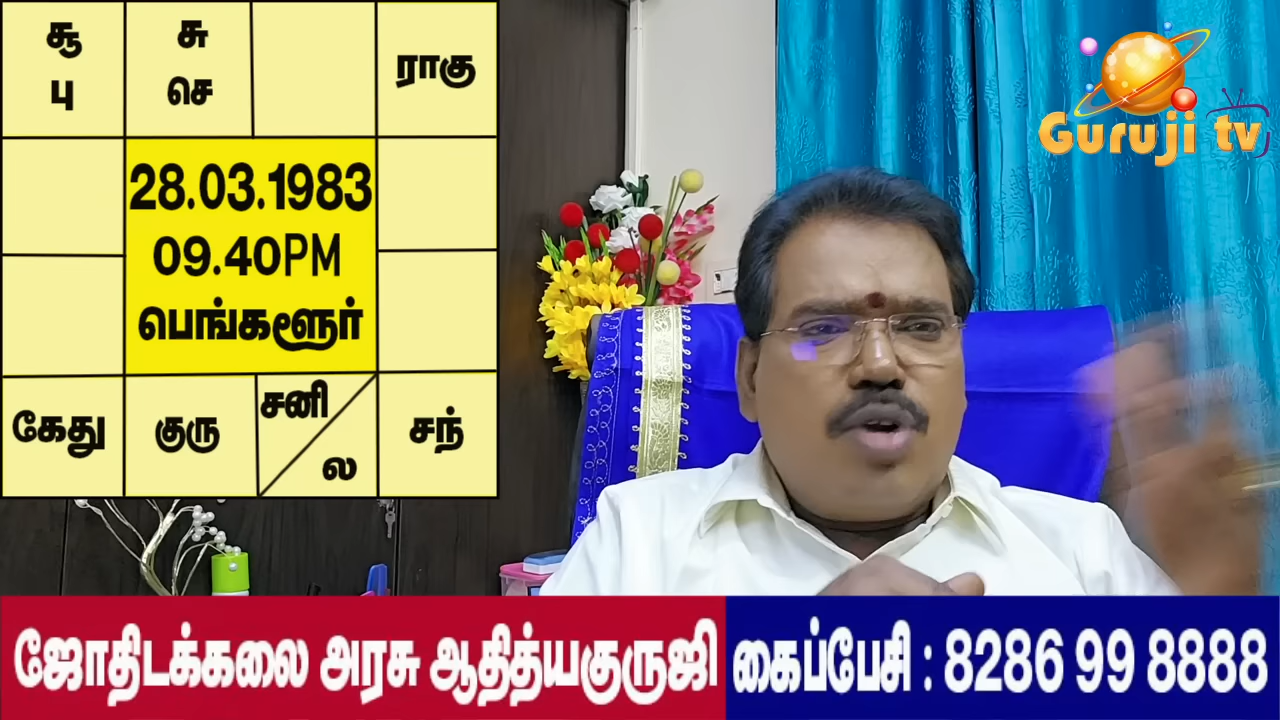 சூ
பு
சு
செ
ராகு
28.03.1983
09.40PM
பெங்களூர்
கேது
குரு
சனி
ல
சந்
Guruji tv
ஜோதிடக்கலை அரசு ஆதித்யகுருஜி
கைப்பேசி : 8286 99 8888